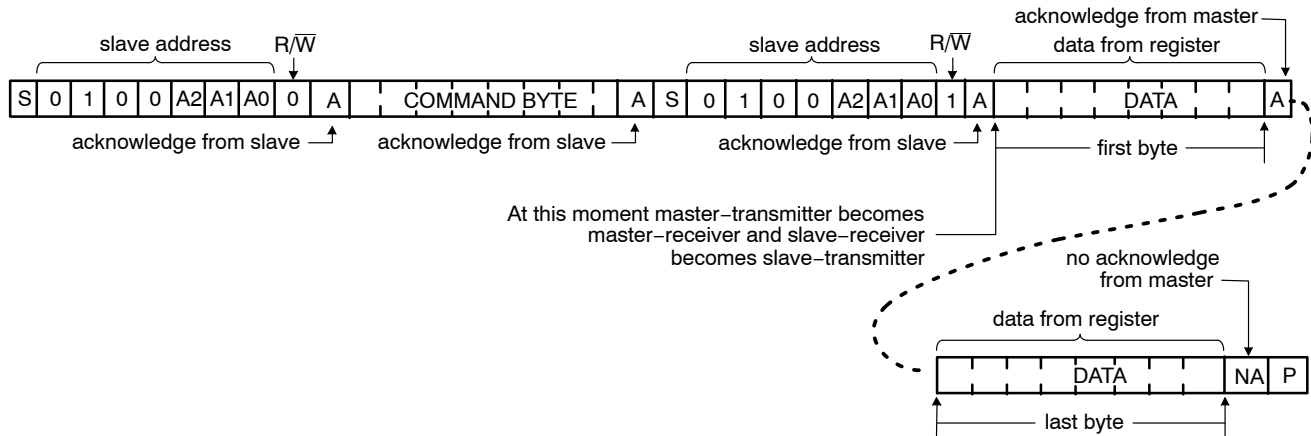 acknowledge from master
slave address R/W̅ slave address R/W̅ data from register
S 0 1 0 0 A2 A1 A0 0 A COMMAND BYTE A S 0 1 0 0 A2 A1 A0 1 A DATA A
acknowledge from slave acknowledge from slave acknowledge from slave first byte
At this moment master−transmitter becomes
master−receiver and slave−receiver
becomes slave−transmitter
no acknowledge
from master
data from register
DATA NA P
last byte